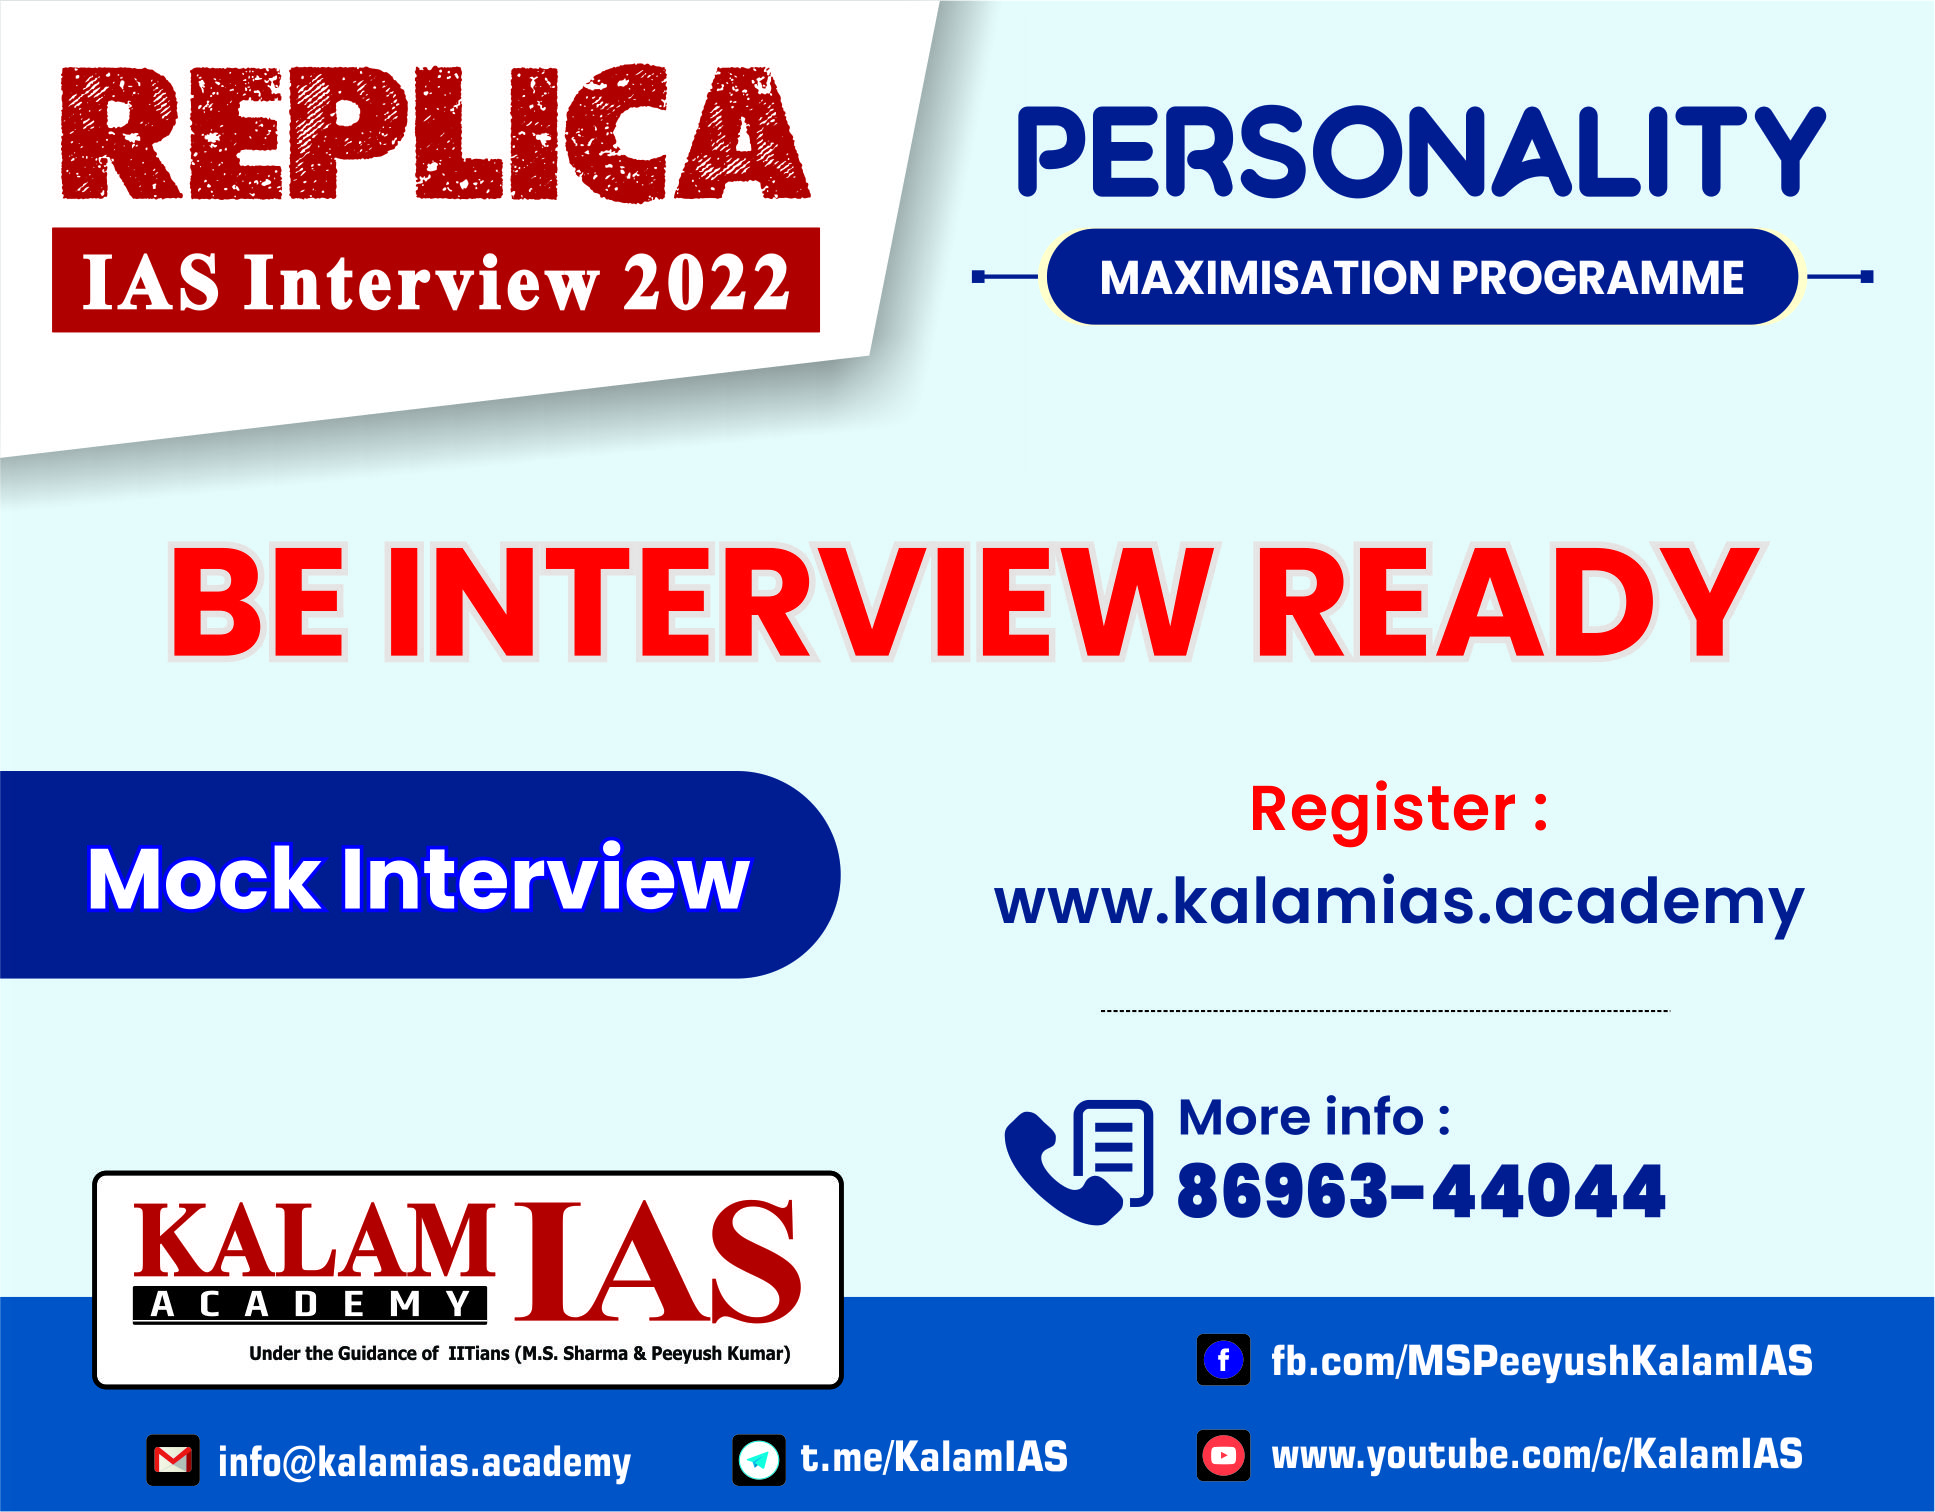 REPLICA
IAS Interview 2022
PERSONALITY
MAXIMISATION PROGRAMME
BE INTERVIEW READY
Mock Interview
Register :
www.kalamias.academy
More info :
86963-44044
KALAM IAS
ACADEMY
Under the Guidance of IITians (M.S. Sharma & Peeyush Kumar)
fb.com/MSPeeyushKalamIAS
info@kalamias.academy
t.me/KalamIAS
www.youtube.com/c/KalamIAS